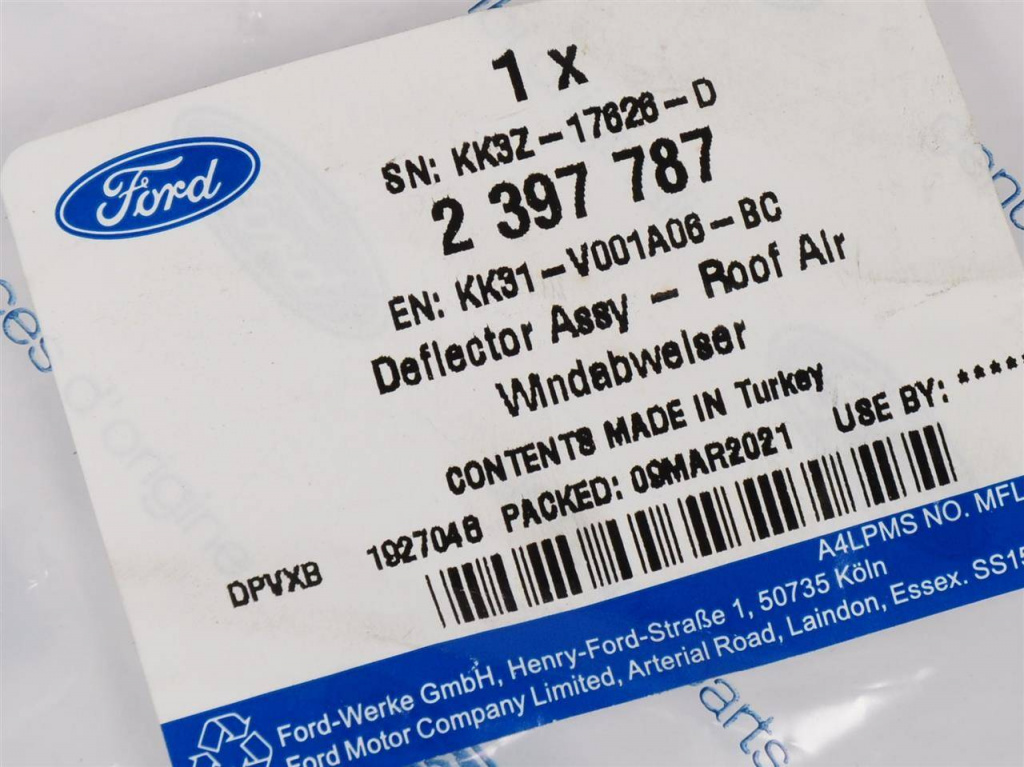 1 x
SN: KK3Z-17626-D
2 397 787
EN: KK31-V001A06-BC
Deflector Assy - Roof Air
Windabweiser
CONTENTS MADE IN Turkey
1927046 PACKED: 09MAR2021 USE BY: *****
DPVXB
Ford
A4LPMS NO. MFL
Ford-Werke GmbH, Henry-Ford-Straße 1, 50735 Köln
Ford Motor Company Limited, Arterial Road, Laindon, Essex. SS15
d'origine
arts